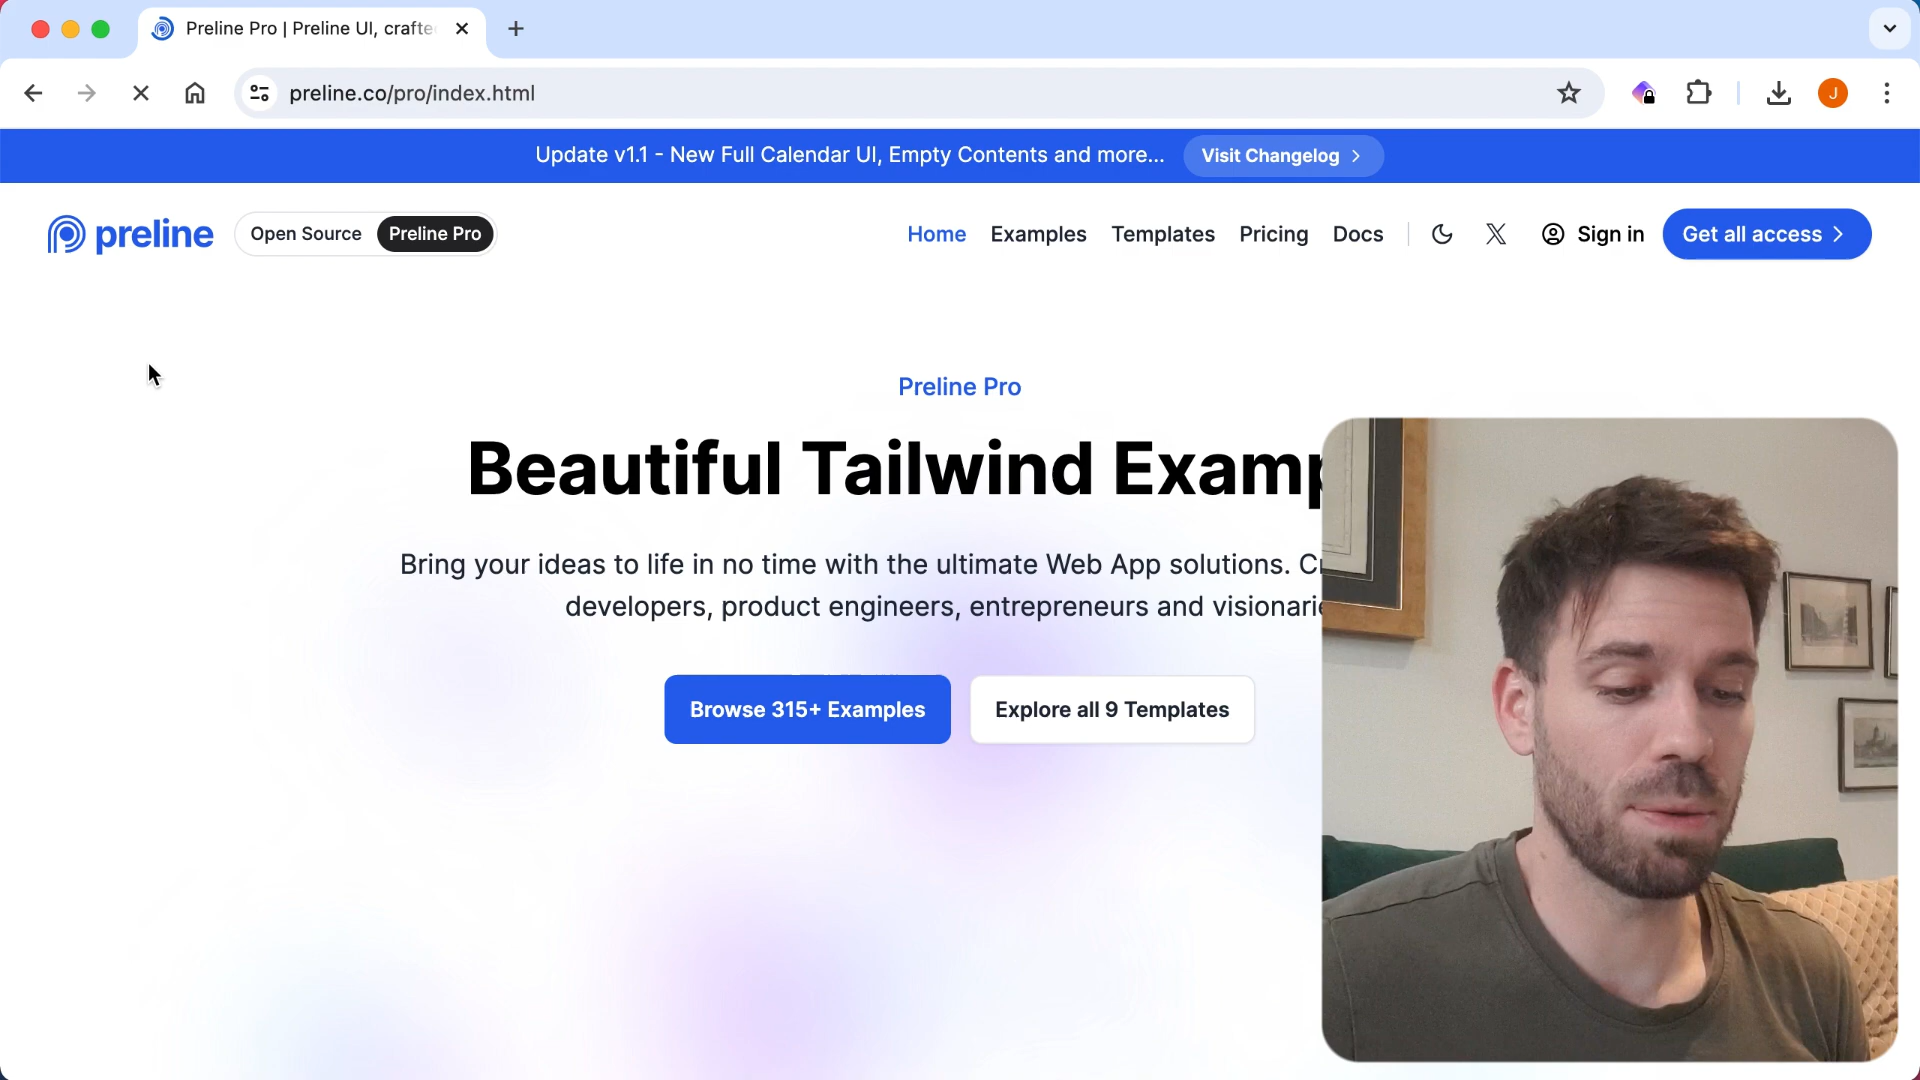 Preline Pro | Preline UI, crafte
preline.co/pro/index.html
J
Update v1.1 - New Full Calendar UI, Empty Contents and more...
Visit Changelog
preline
Open Source
Preline Pro
Home
Examples
Templates
Pricing
Docs
Sign in
Get all access
Preline Pro
Beautiful Tailwind Examp
Bring your ideas to life in no time with the ultimate Web App solutions.
developers, product engineers, entrepreneurs and visionarie
Browse 315+ Examples
Explore all 9 Templates